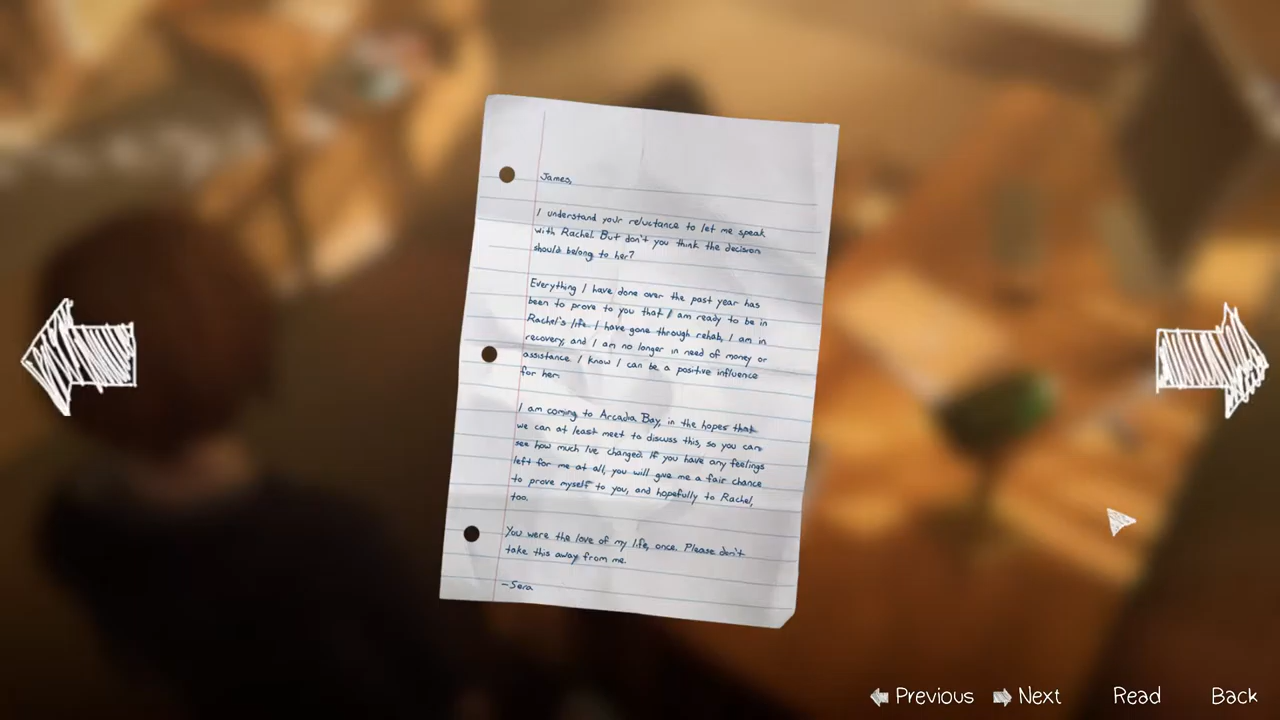 James,
I understand your reluctance to let me speak
with Rachel. But don't you think the decision
should belong to her?
Everything I have done over the past year has
been to prove to you that I am ready to be in
Rachel's life. I have gone through rehab, I am in
recovery, and I am no longer in need of money or
assistance. I know I can be a positive influence
for her.
I am coming to Arcadia Bay, in the hopes that
we can at least meet to discuss this, so you can
see how much I've changed. If you have any feelings
left for me at all, you will give me a fair chance
to prove myself to you, and hopefully to Rachel,
too.
You were the love of my life, once. Please don't
take this away from me.
-Sera
Previous Next Read Back